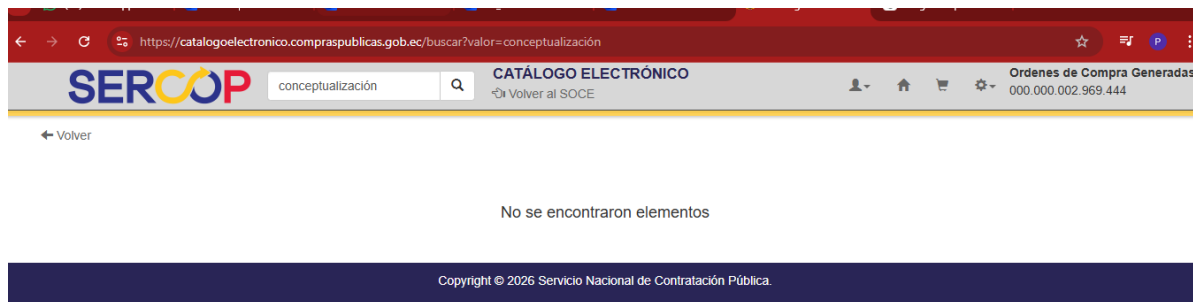 https://catalogoelectronico.compraspublicas.gob.ec/buscar?valor=conceptualización
P
SERCOP
conceptualización
CATÁLOGO ELECTRÓNICO
Volver al SOCE
Ordenes de Compra Generadas
000.000.002.969.444
Volver
No se encontraron elementos
Copyright © 2026 Servicio Nacional de Contratación Pública.